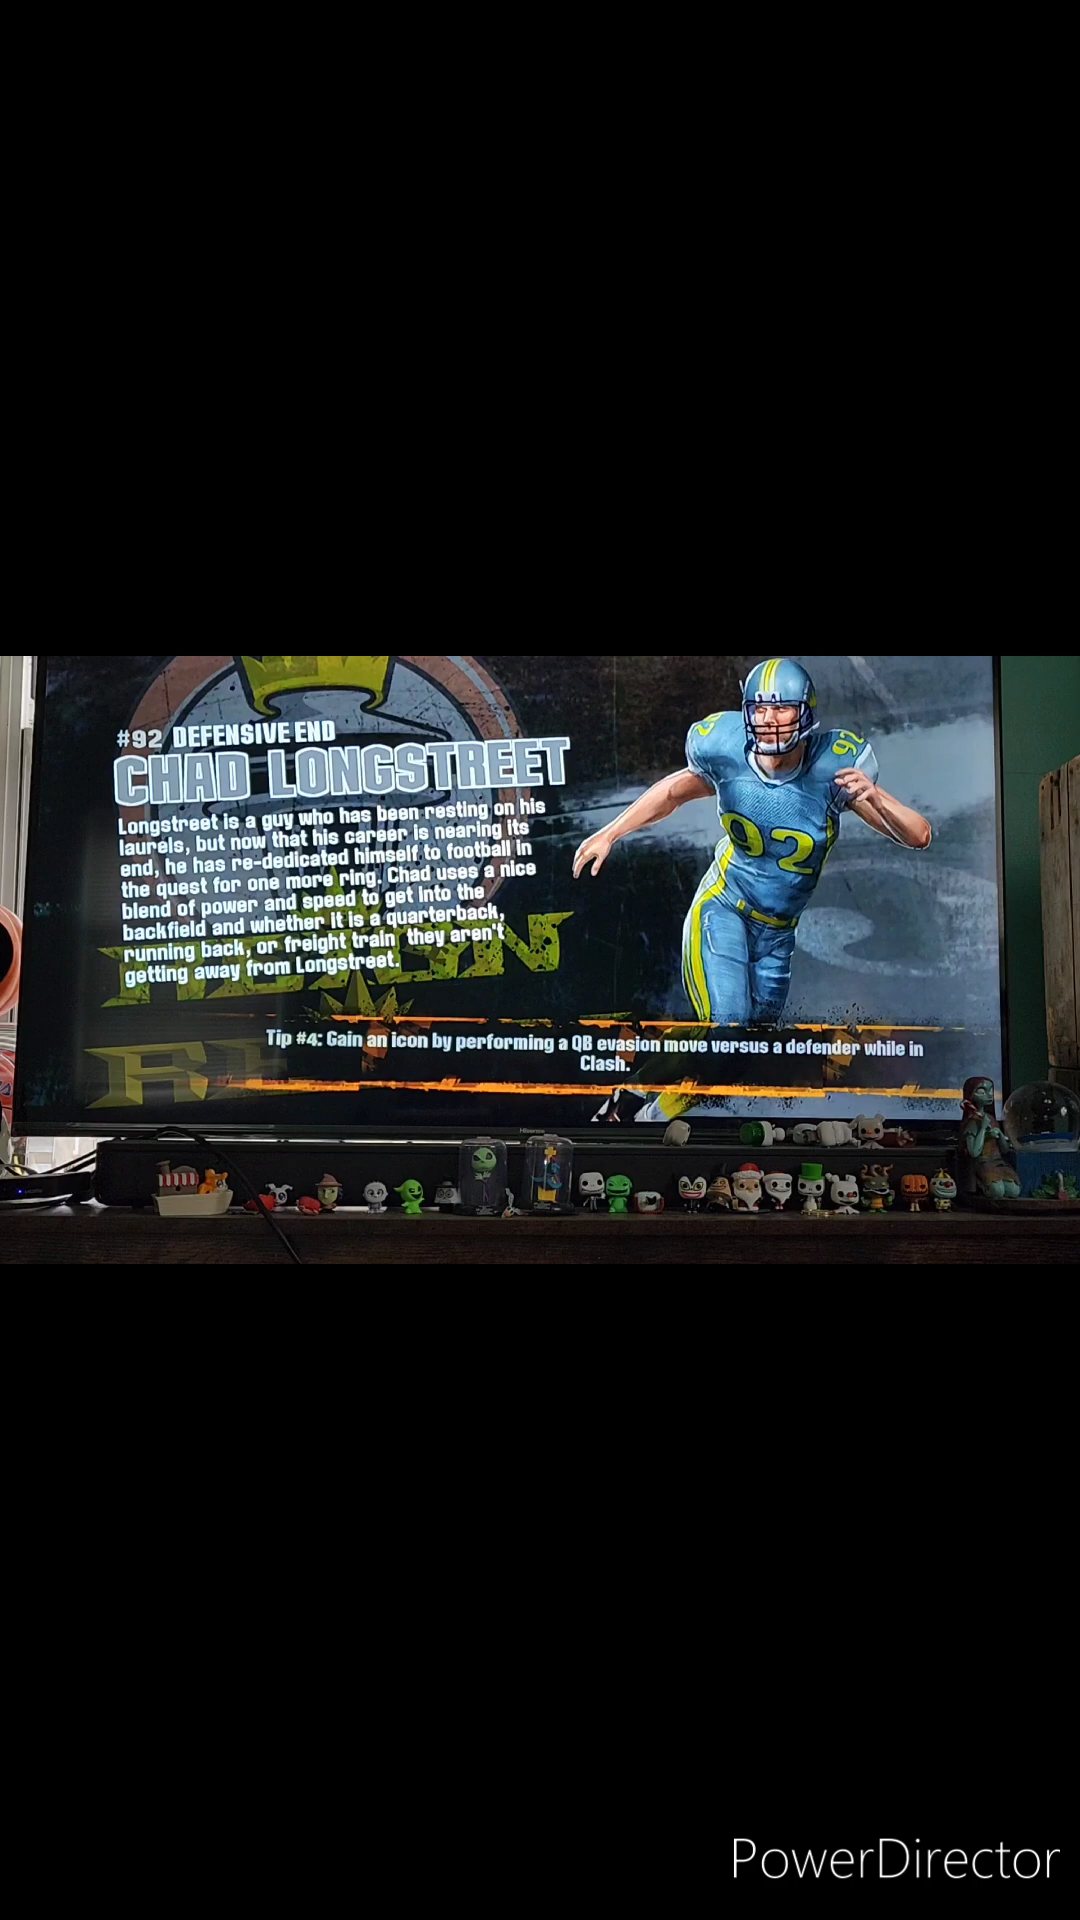 #92 DEFENSIVE END
CHAD LONGSTREET
Longstreet is a guy who has been resting on his
laurels, but now that his career is nearing its
end, he has re-dedicated himself to football in
the quest for one more ring. Chad uses a nice
blend of power and speed to get into the
backfield and whether it is a quarterback,
running back, or freight train they aren't
getting away from Longstreet.
92
92
92
Tip #4: Gain an icon by performing a QB evasion move versus a defender while in
Clash.
Hisense
PowerDirector